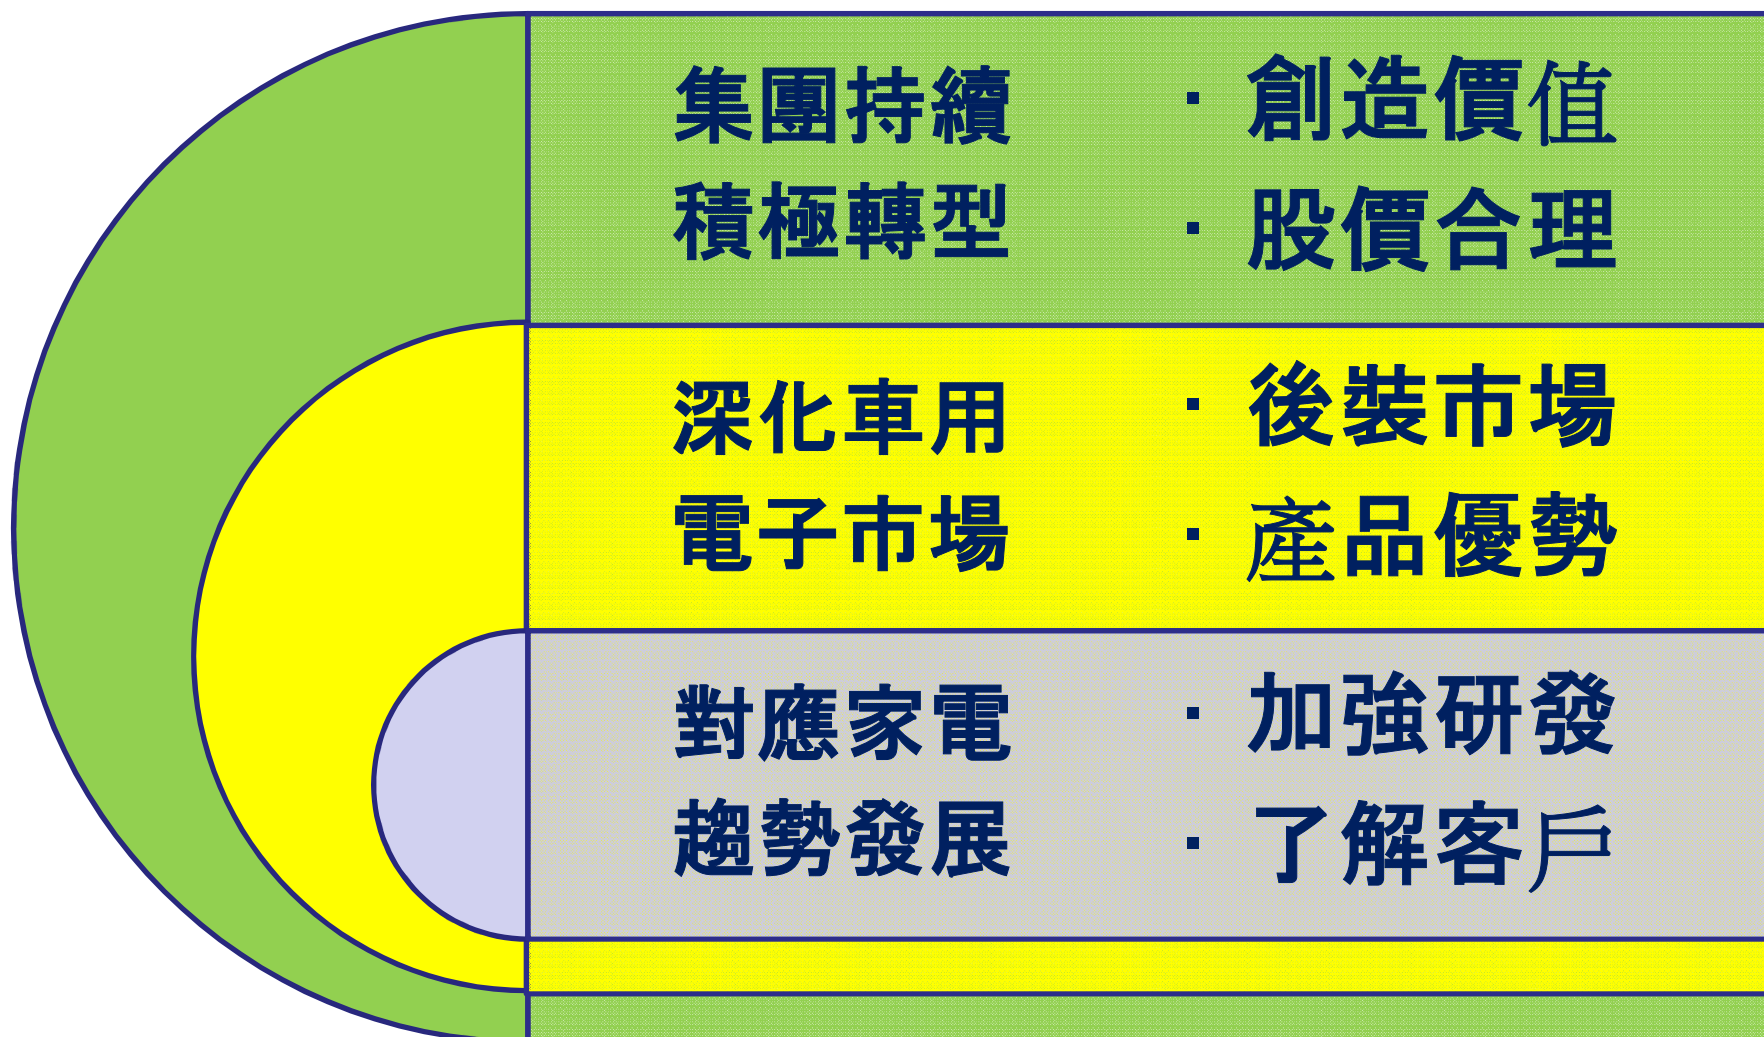 集團持續
積極轉型
▪ 創造價值
▪ 股價合理
深化車用
電子市場
▪ 後裝市場
▪ 產品優勢
對應家電
趨勢發展
▪ 加強研發
▪ 了解客戶